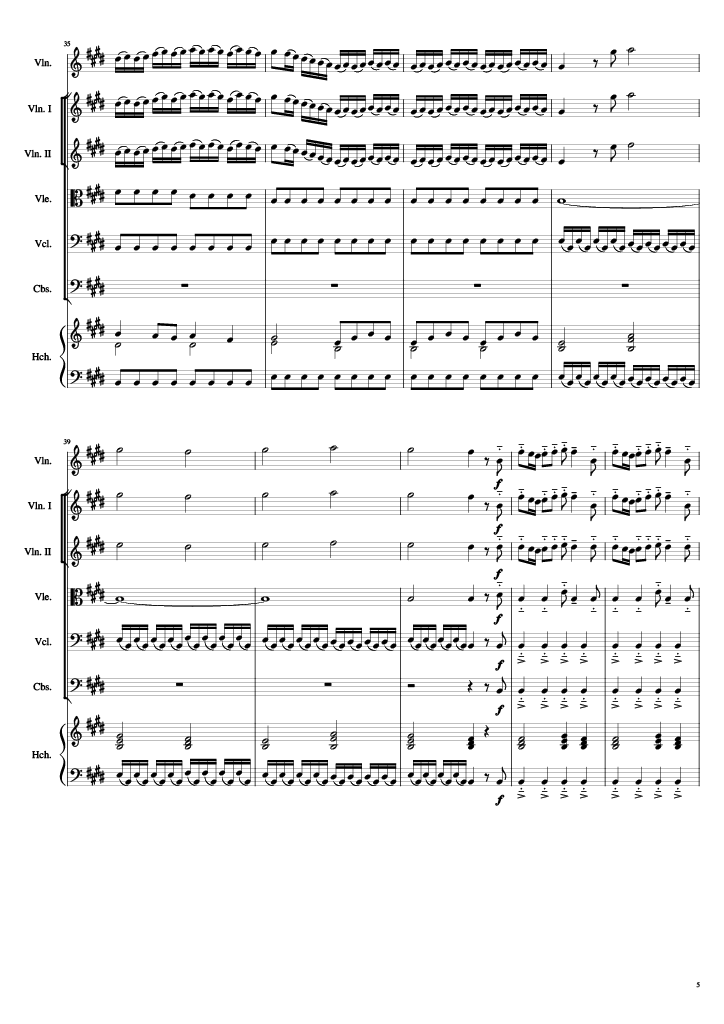 35
Vln.
Vln. I
Vln. II
Vle.
Vcl.
Cbs.
Hch.
39
Vln.
f
Vln. I
f
Vln. II
f
Vle.
f
Vcl.
f
Cbs.
f
Hch.
f
5